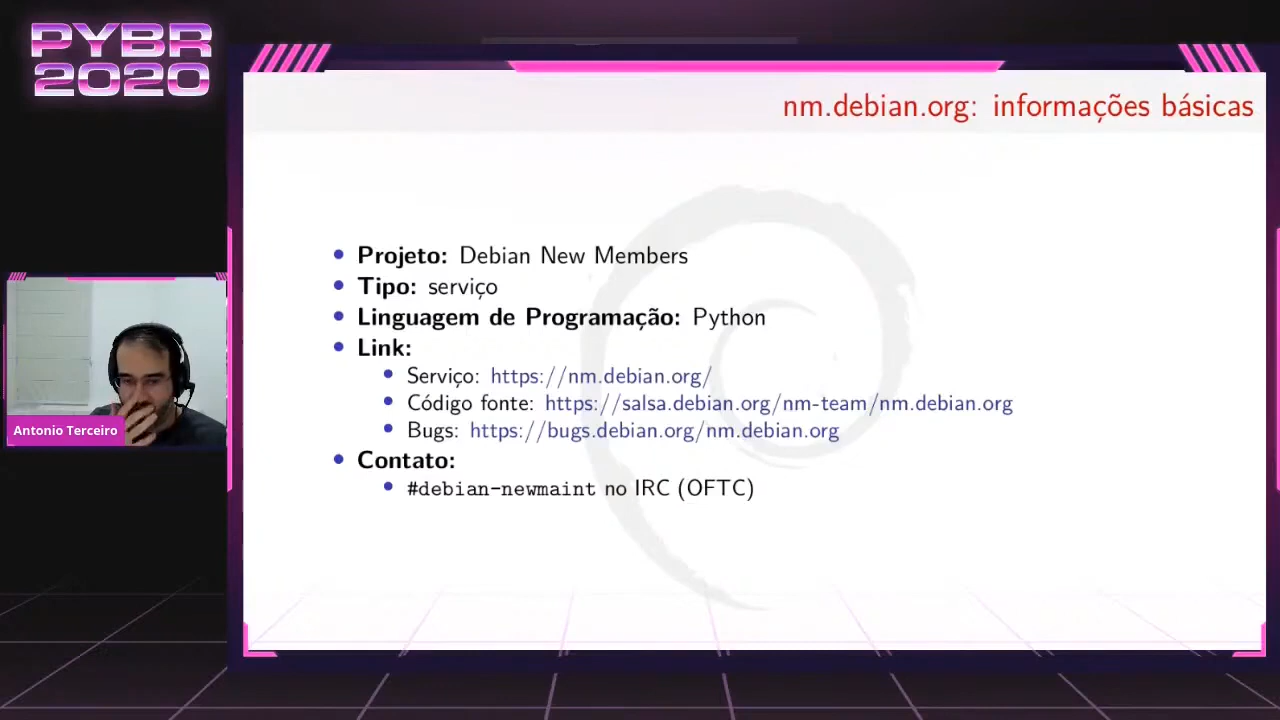 PYBR
2020
nm.debian.org: informações básicas
Projeto: Debian New Members
Tipo: serviço
Linguagem de Programação: Python
Link:
Serviço: https://nm.debian.org/
Código fonte: https://salsa.debian.org/nm-team/nm.debian.org
Bugs: https://bugs.debian.org/nm.debian.org
Contato:
#debian-newmaint no IRC (OFTC)
Antonio Terceiro